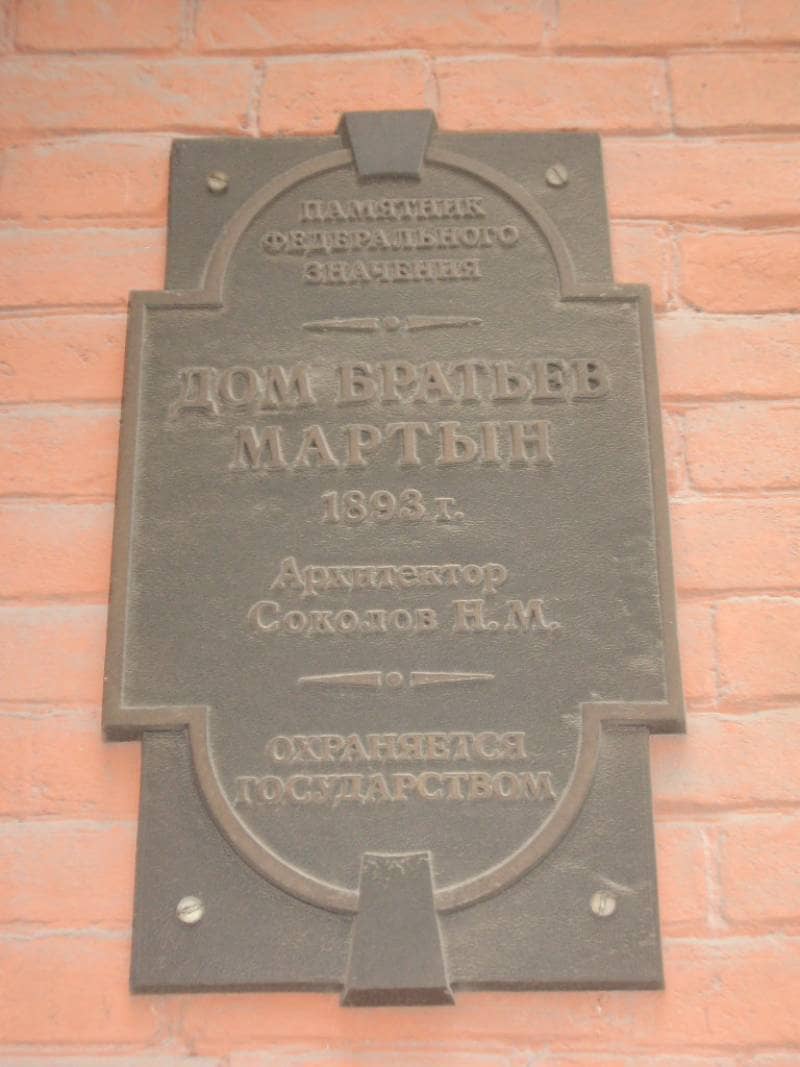 ПАМЯТНИК
ФЕДЕРАЛЬНОГО
ЗНАЧЕНИЯ
ДОМ БРАТЬЕВ
МАРТЫН
1893 г.
Архитектор
Соколов Н.М.
ОХРАНЯЕТСЯ
ГОСУДАРСТВОМ